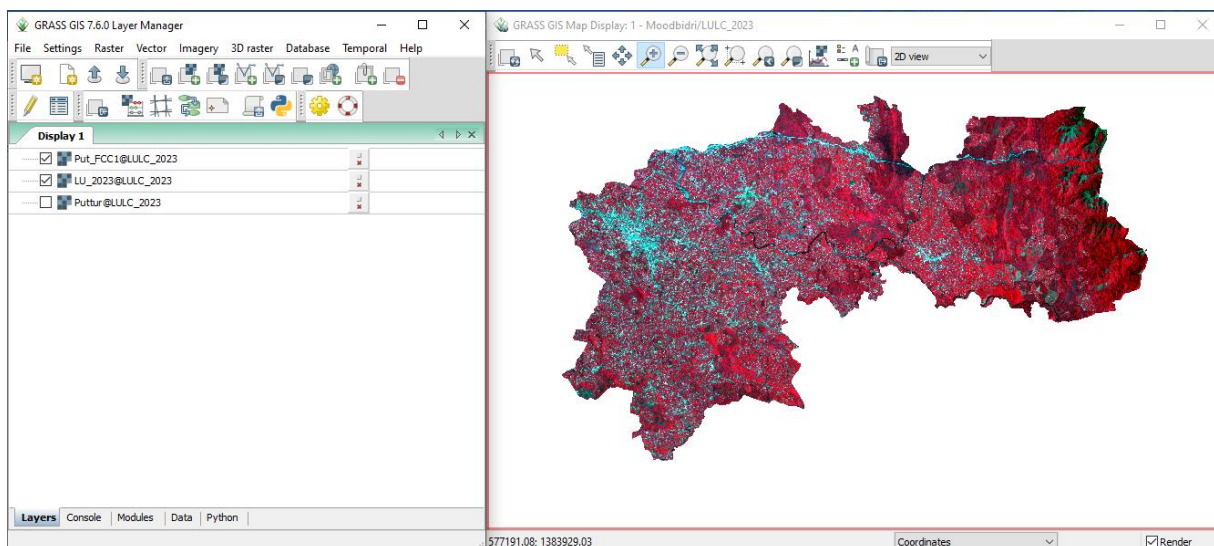 GRASS GIS 7.6.0 Layer Manager
File Settings Raster Vector Imagery 3D raster Database Temporal Help
Display 1
Put_FCC1@LULC_2023
LU_2023@LULC_2023
Puttur@LULC_2023
Layers Console Modules Data Python
GRASS GIS Map Display: 1 - Moodbidri/LULC_2023
2D view
577191.08; 1383929.03
Coordinates
Render